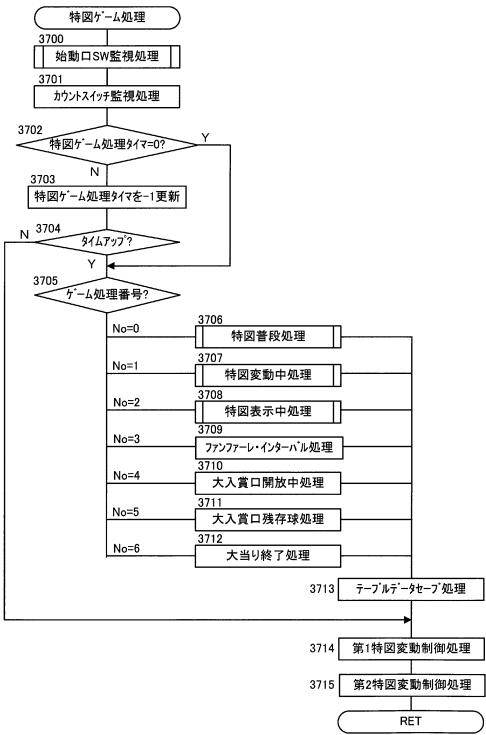 特図ゲーム処理
3700
始動口SW監視処理
3701
カウントスイッチ監視処理
3702
特図ゲーム処理タイマ=0?
Y
N
3703
特図ゲーム処理タイマを-1更新
3704
N
タイムアップ?
Y
3705
ゲーム処理番号?
No=0
3706
特図普段処理
No=1
3707
特図変動中処理
No=2
3708
特図表示中処理
No=3
3709
ファンファーレ・インターバル処理
No=4
3710
大入賞口開放中処理
No=5
3711
大入賞口残存球処理
No=6
3712
大当り終了処理
3713
テーブルデータセーブ処理
3714
第1特図変動制御処理
3715
第2特図変動制御処理
RET